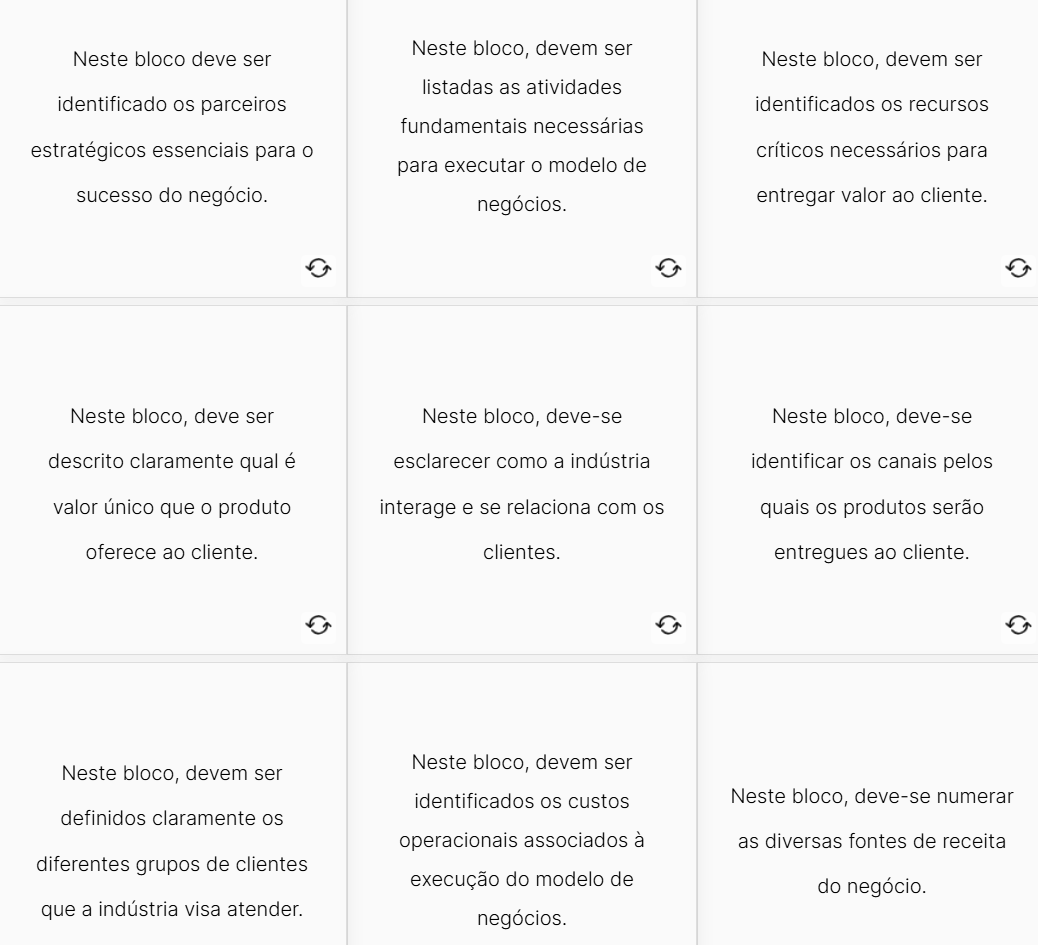 Neste bloco deve ser
identificado os parceiros
estratégicos essenciais para o
sucesso do negócio.
Neste bloco, devem ser
listadas as atividades
fundamentais necessárias
para executar o modelo de
negócios.
Neste bloco, devem ser
identificados os recursos
críticos necessários para
entregar valor ao cliente.
Neste bloco, deve ser
descrito claramente qual é
valor único que o produto
oferece ao cliente.
Neste bloco, deve-se
esclarecer como a indústria
interage e se relaciona com os
clientes.
Neste bloco, deve-se
identificar os canais pelos
quais os produtos serão
entregues ao cliente.
Neste bloco, devem ser
definidos claramente os
diferentes grupos de clientes
que a indústria visa atender.
Neste bloco, devem ser
identificados os custos
operacionais associados à
execução do modelo de
negócios.
Neste bloco, deve-se numerar
as diversas fontes de receita
do negócio.